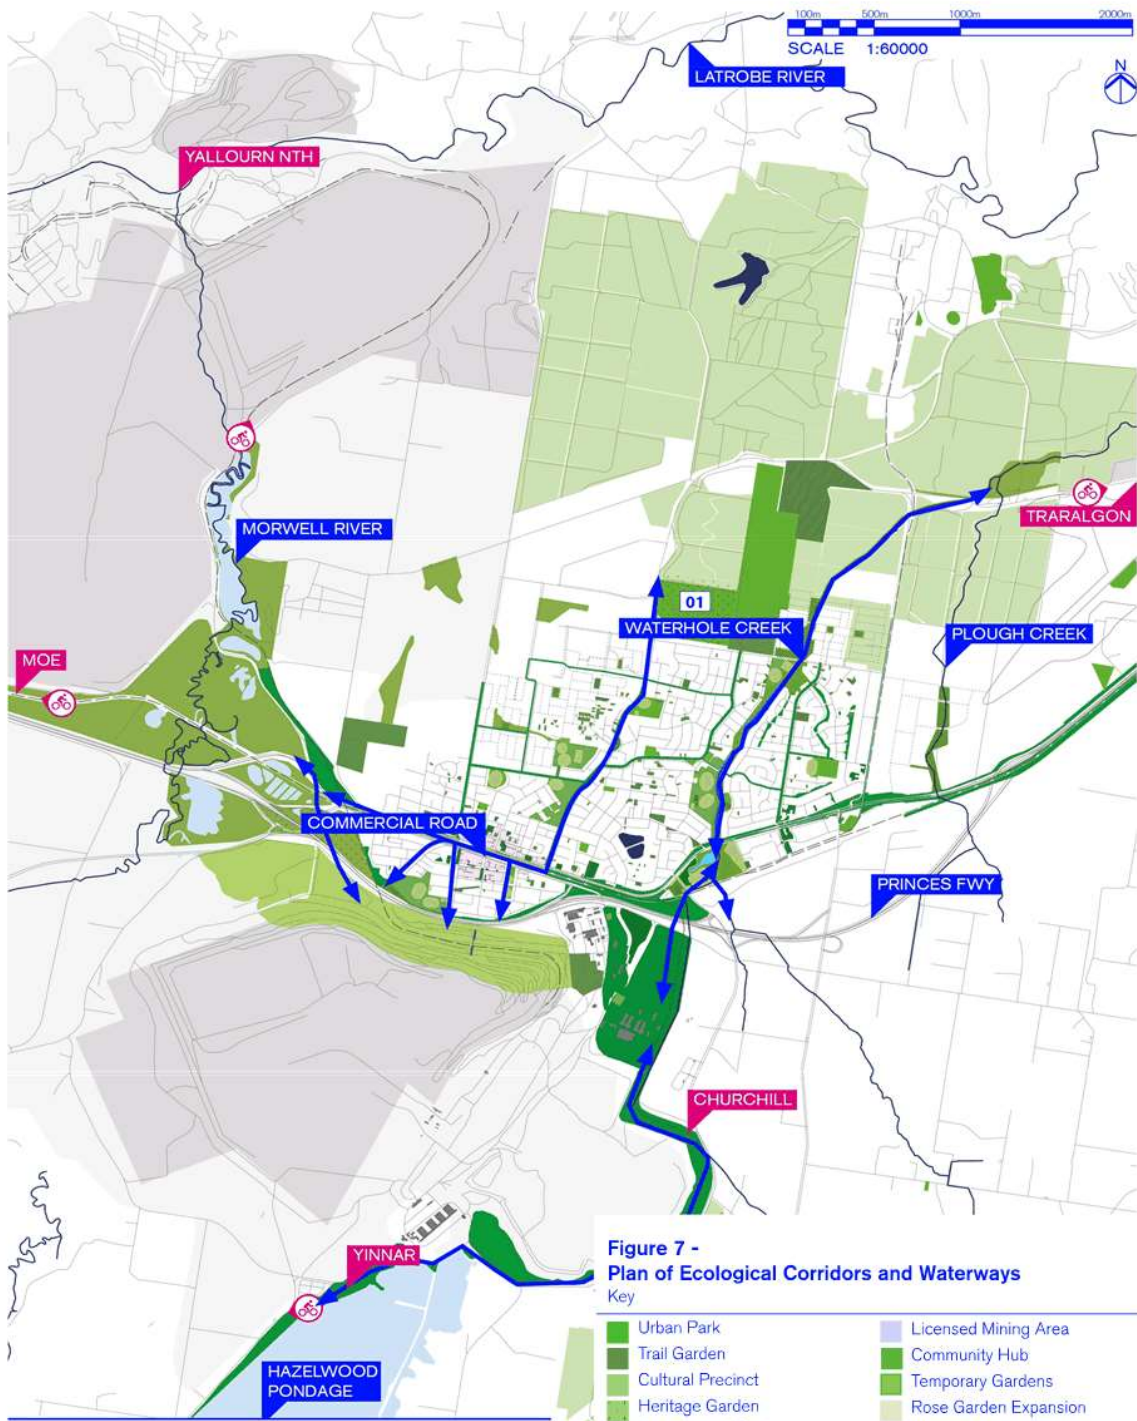 100m 500m 1000m 2000m
SCALE 1:60000
N
LATROBE RIVER
YALLOURN NTH
MORWELL RIVER
TRARALGON
01
WATERHOLE CREEK
PLOUGH CREEK
MOE
COMMERCIAL ROAD
PRINCES FWY
CHURCHILL
YINNAR
HAZELWOOD
PONDAGE
Figure 7 -
Plan of Ecological Corridors and Waterways
Key
Urban Park
Trail Garden
Cultural Precinct
Heritage Garden
Licensed Mining Area
Community Hub
Temporary Gardens
Rose Garden Expansion